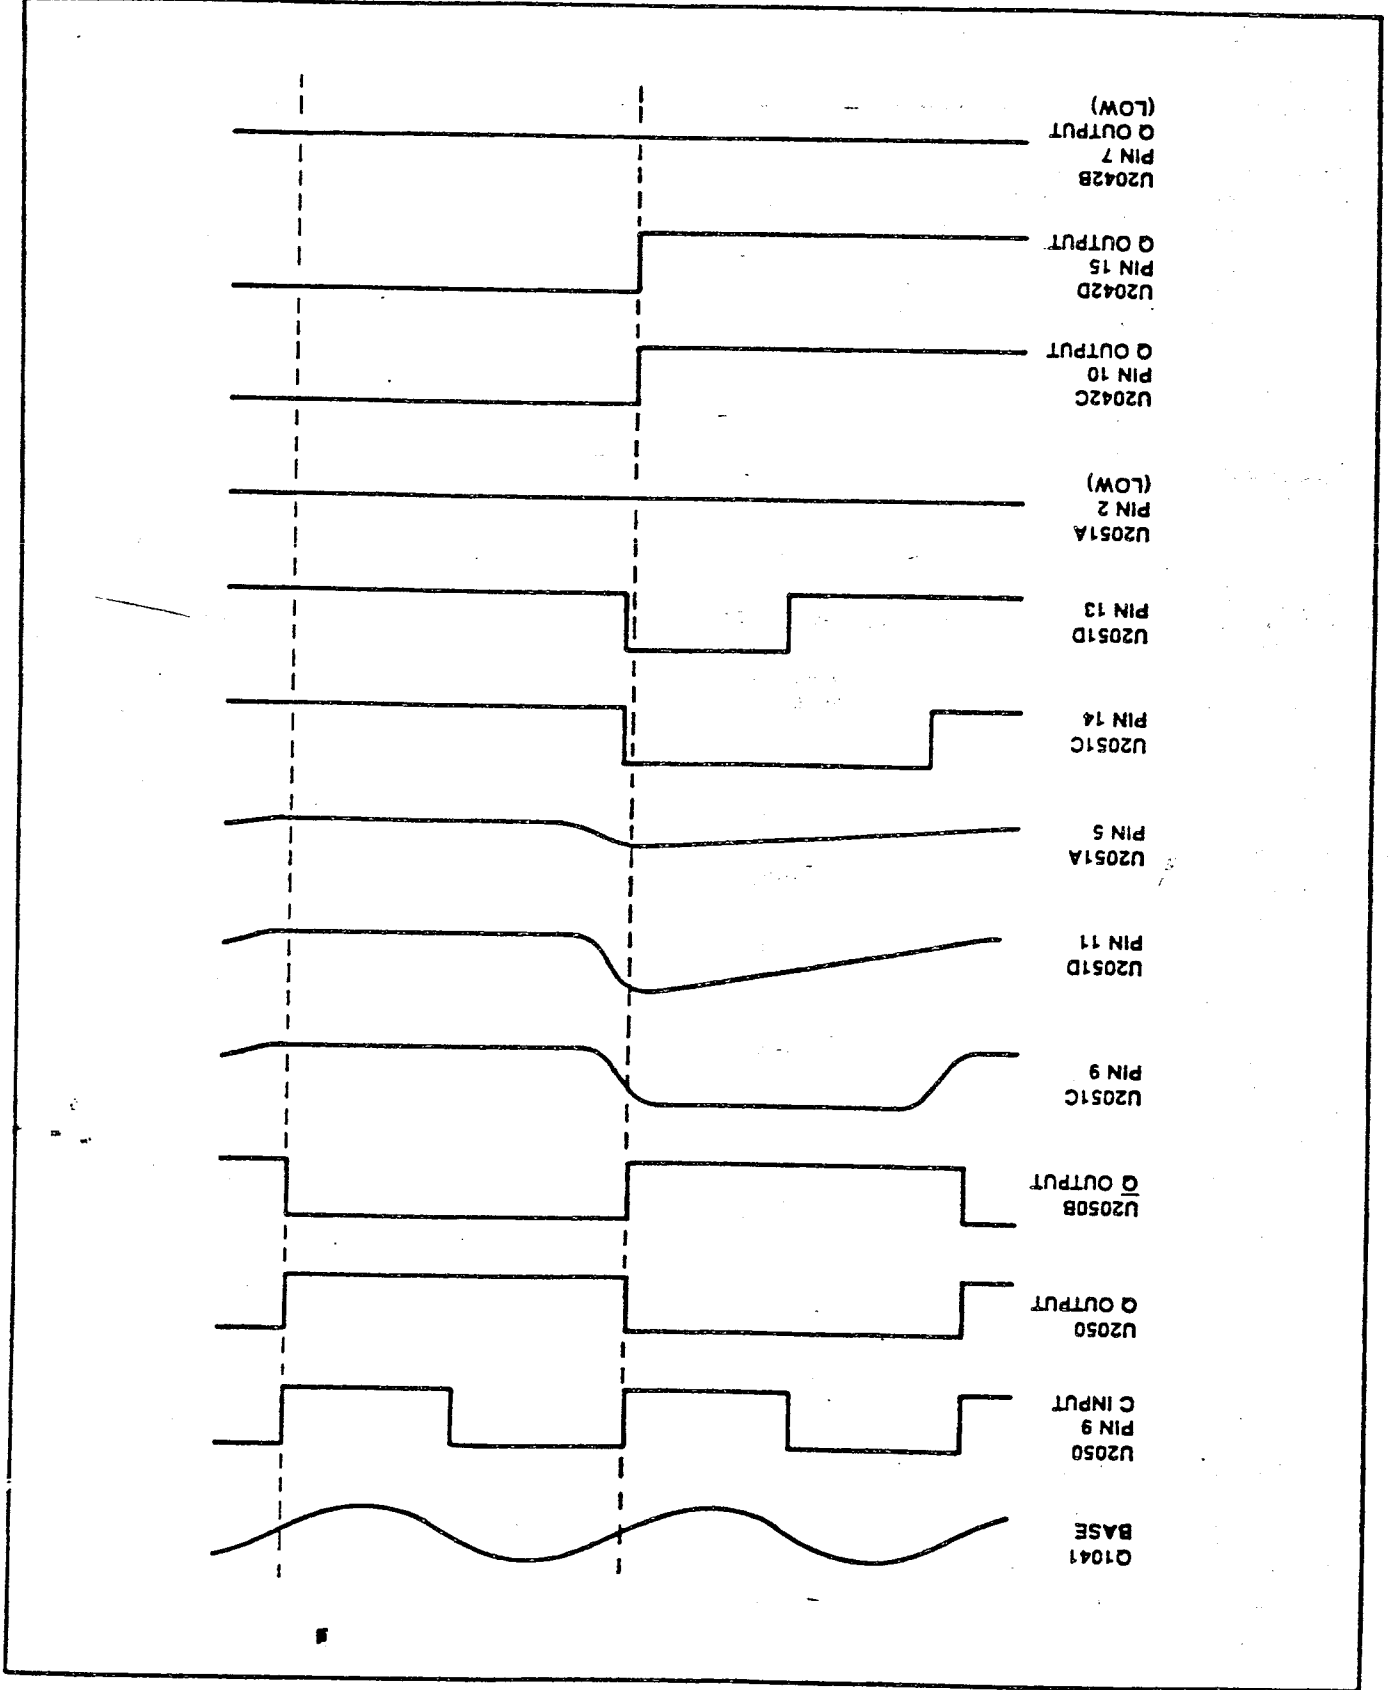 Q1041
BASE
U2050
PIN 9
C INPUT
U2050
Q OUTPUT
U2050B
Q̅ OUTPUT
U2051C
PIN 9
U2051D
PIN 11
U2051A
PIN 5
U2051C
PIN 14
U2051D
PIN 13
U2051A
PIN 2
(LOW)
U2042C
PIN 10
Q OUTPUT
U2042D
PIN 15
Q OUTPUT
U2042B
PIN 7
Q OUTPUT
(LOW)